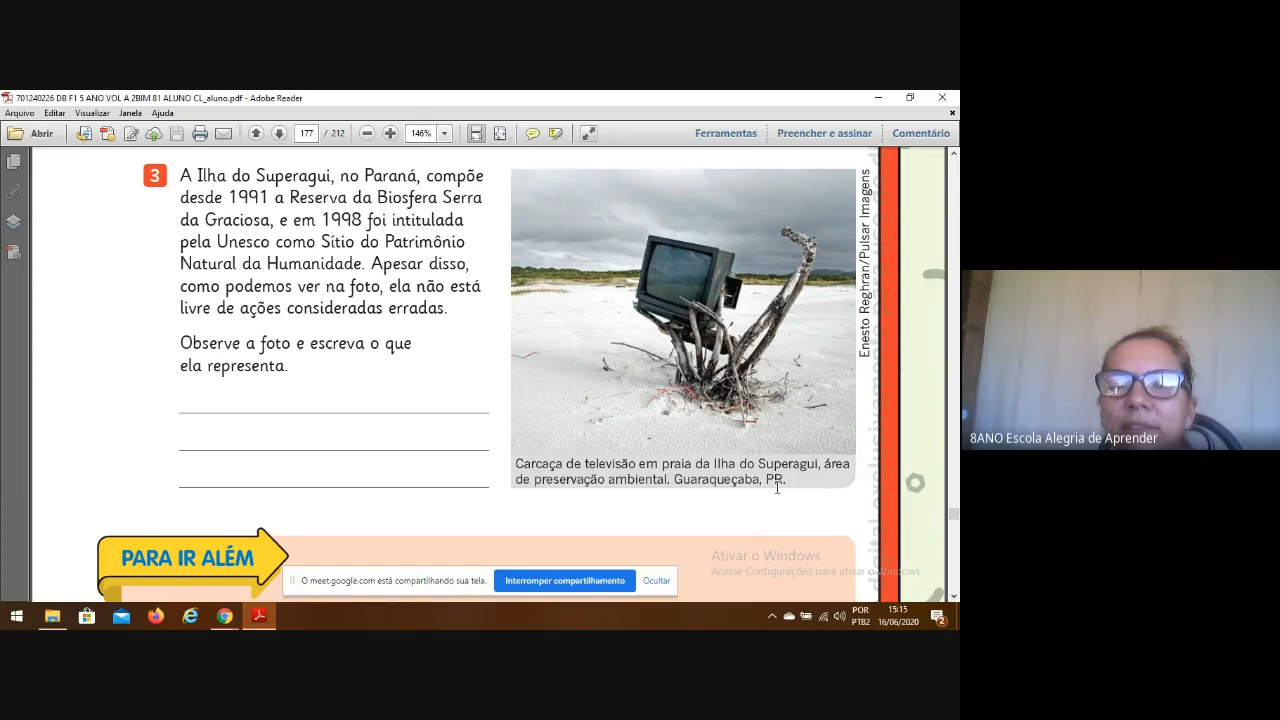 701240226 DB F1 5 ANO VOL A 2BIM 81 ALUNO CL_aluno.pdf - Adobe Reader
Arquivo Editar Visualizar Janela Ajuda
Abrir
177 / 212
146%
Ferramentas
Preencher e assinar
Comentário
3
A Ilha do Superagui, no Paraná, compõe
desde 1991 a Reserva da Biosfera Serra
da Graciosa, e em 1998 foi intitulada
pela Unesco como Sítio do Patrimônio
Natural da Humanidade. Apesar disso,
como podemos ver na foto, ela não está
livre de ações consideradas erradas.
Observe a foto e escreva o que
ela representa.
Enesto Reghran/Pulsar Imagens
Carcaça de televisão em praia da Ilha do Superagui, área
de preservação ambiental. Guaraqueçaba, PR.
PARA IR ALÉM
Ativar o Windows
Acesse Configurações para ativar o Windows.
O meet.google.com está compartilhando sua tela.
Interromper compartilhamento
Ocultar
POR
PTB2
15:15
16/06/2020
2
8ANO Escola Alegria de Aprender